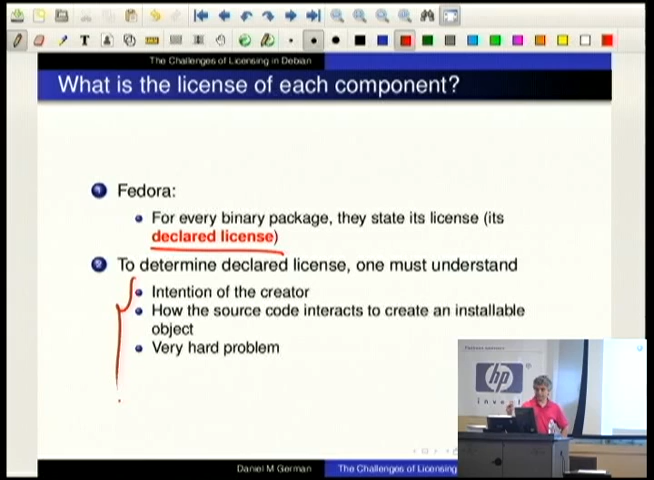 The Challenges of Licensing in Debian
What is the license of each component?
1 Fedora:
For every binary package, they state its license (its
declared license)
2 To determine declared license, one must understand
Intention of the creator
How the source code interacts to create an installable
object
Very hard problem
hp
invent
Daniel M German
The Challenges of Licensing